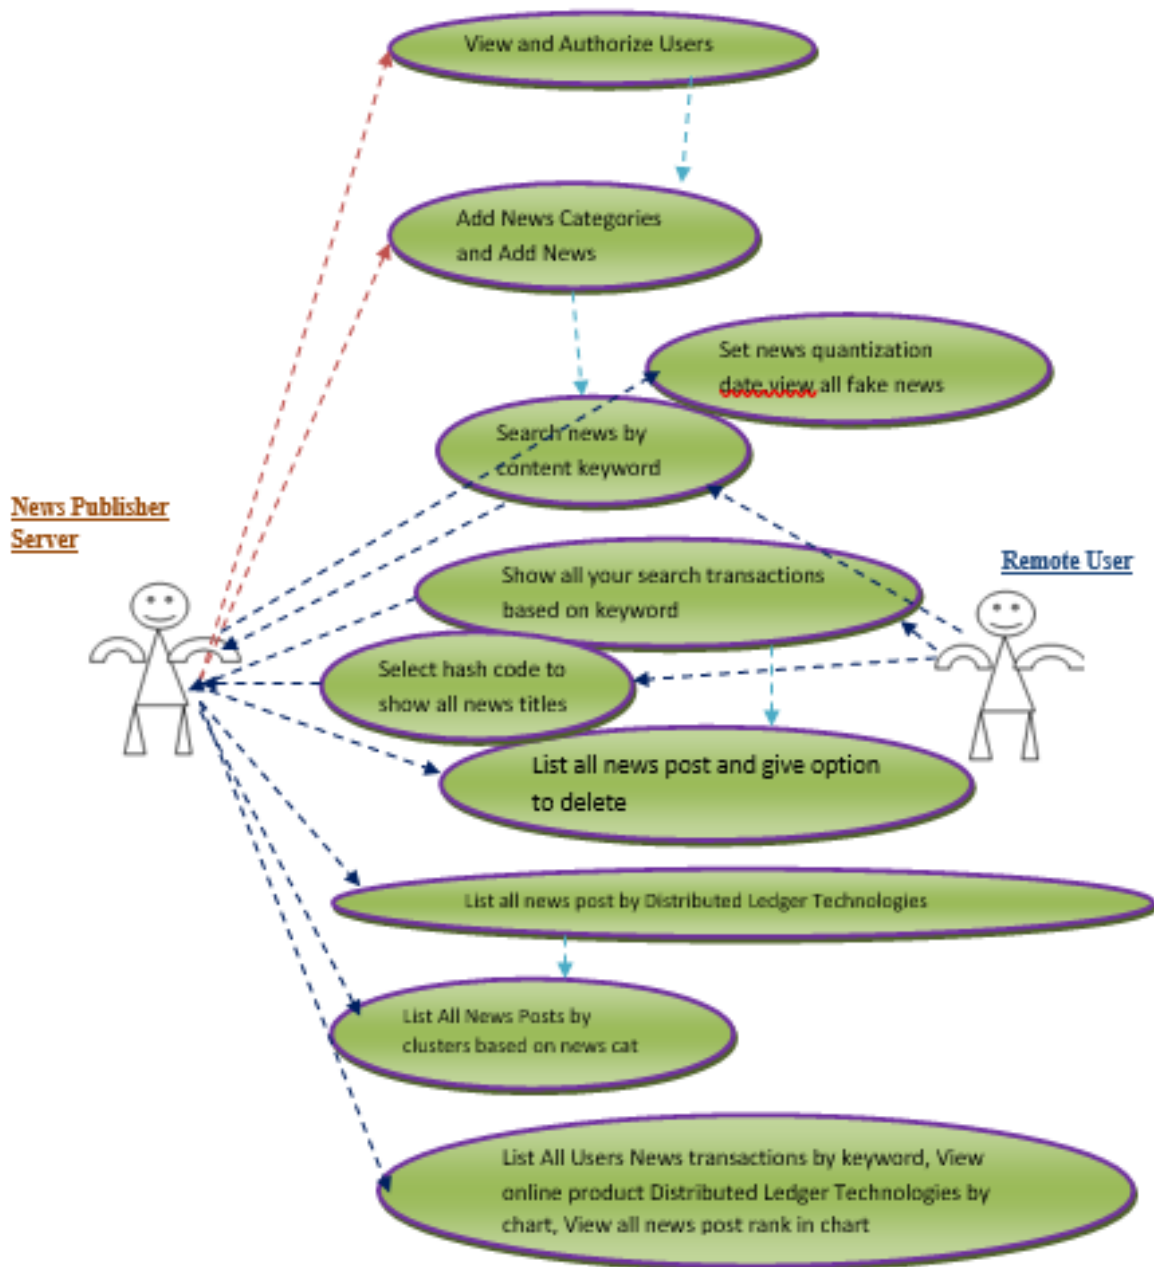 View and Authorize Users
Add News Categories
and Add News
Set news quantization
date view all fake news
Search news by
content keyword
News Publisher
Server
Show all your search transactions
based on keyword
Remote User
Select hash code to
show all news titles
List all news post and give option
to delete
List all news post by Distributed Ledger Technologies
List All News Posts by
clusters based on news cat
List All Users News transactions by keyword, View
online product Distributed Ledger Technologies by
chart, View all news post rank in chart